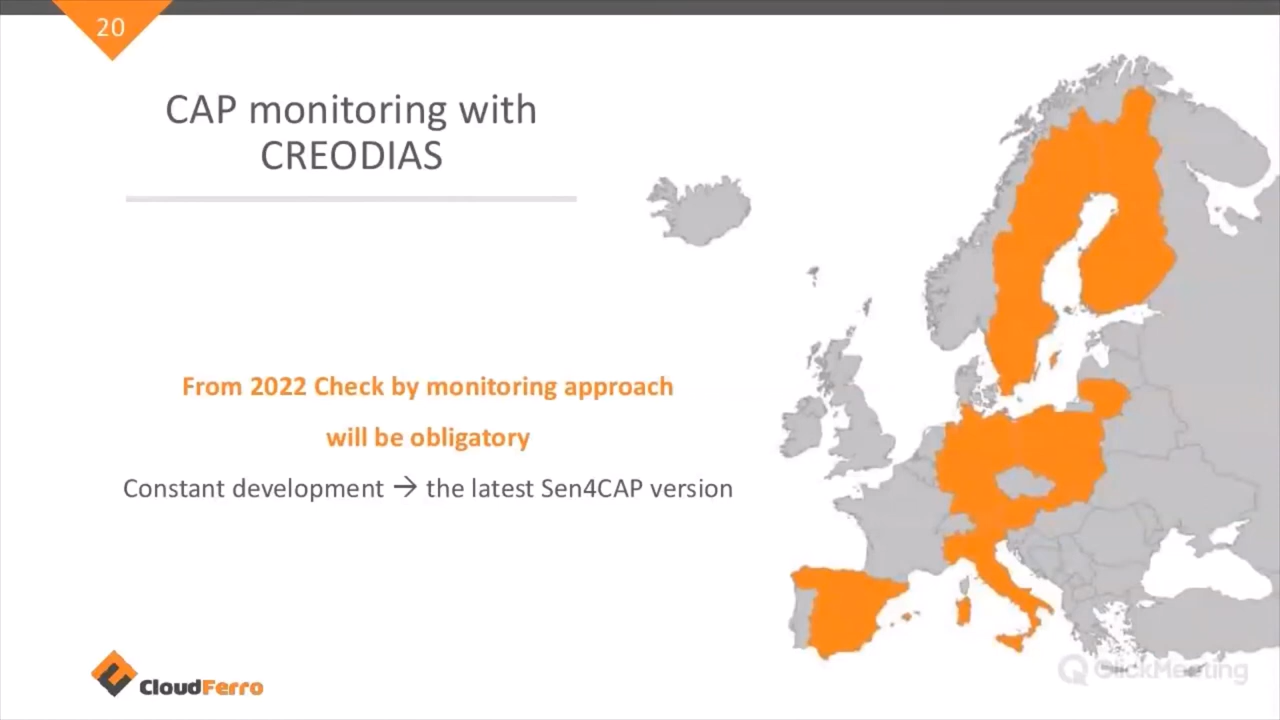 20
CAP monitoring with
CREODIAS
From 2022 Check by monitoring approach
will be obligatory
Constant development → the latest Sen4CAP version
CloudFerro
ClickMeeting